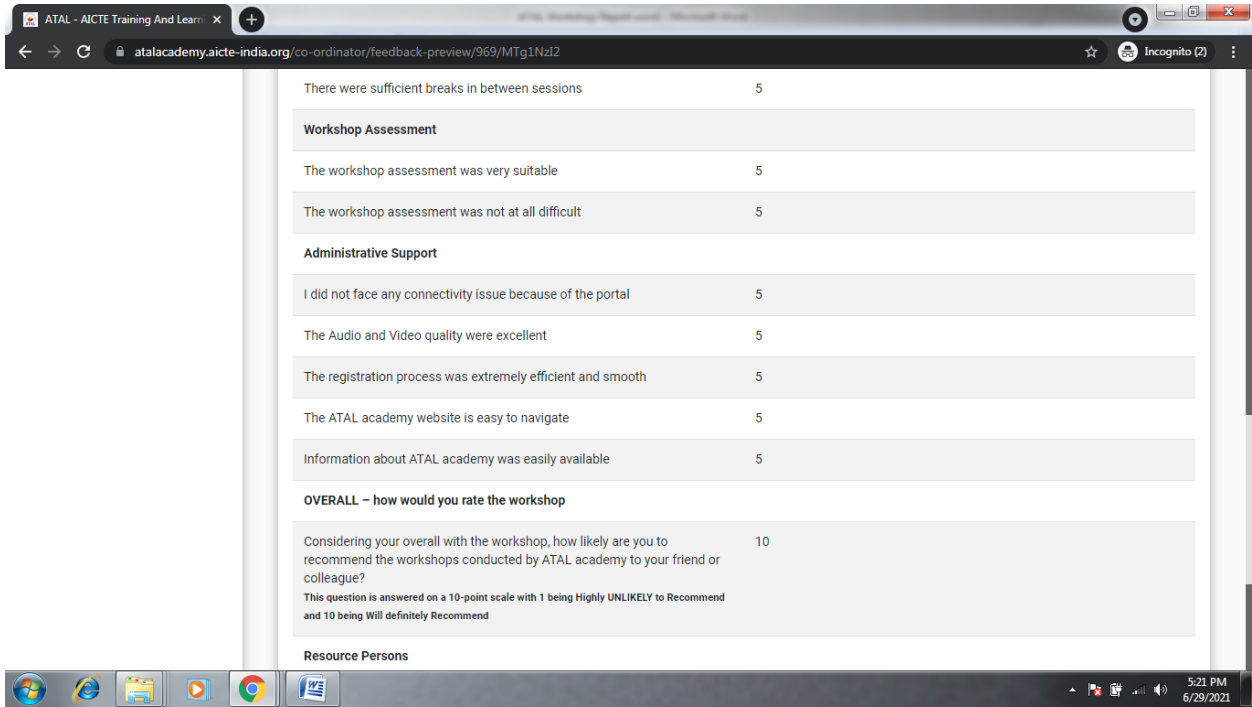 ATAL - AICTE Training And Learn
ATAL Workshop Report word - Microsoft Word
atalacademy.aicte-india.org/co-ordinator/feedback-preview/969/MTg1NzI2
Incognito (2)
There were sufficient breaks in between sessions 5
Workshop Assessment
The workshop assessment was very suitable 5
The workshop assessment was not at all difficult 5
Administrative Support
I did not face any connectivity issue because of the portal 5
The Audio and Video quality were excellent 5
The registration process was extremely efficient and smooth 5
The ATAL academy website is easy to navigate 5
Information about ATAL academy was easily available 5
OVERALL – how would you rate the workshop
Considering your overall with the workshop, how likely are you to 10
recommend the workshops conducted by ATAL academy to your friend or
colleague?
This question is answered on a 10-point scale with 1 being Highly UNLIKELY to Recommend
and 10 being Will definitely Recommend
Resource Persons
5:21 PM
6/29/2021